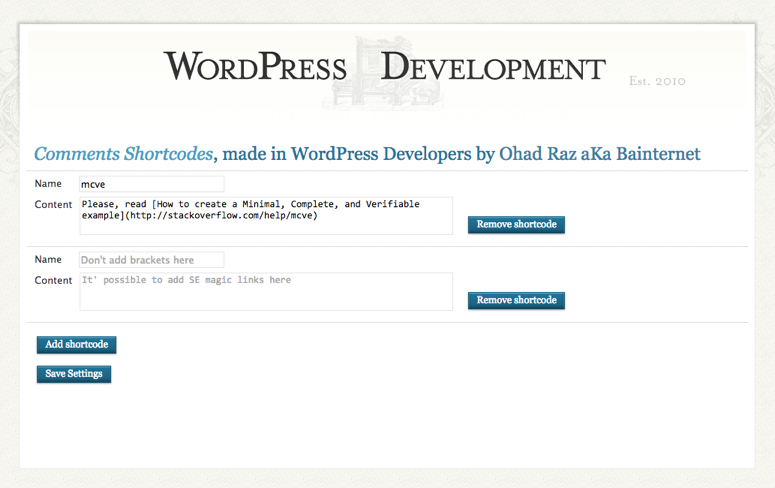 WordPress Development
Est. 2010
Comments Shortcodes, made in WordPress Developers by Ohad Raz aKa Bainternet
Name
mcve
Content
Please, read [How to create a Minimal, Complete, and Verifiable
example](http://stackoverflow.com/help/mcve)
Remove shortcode
Name
Don't add brackets here
Content
It' possible to add SE magic links here
Remove shortcode
Add shortcode
Save Settings